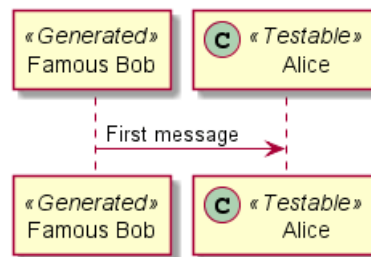 «Generated»
Famous Bob
C «Testable»
Alice
First message
«Generated»
Famous Bob
C «Testable»
Alice